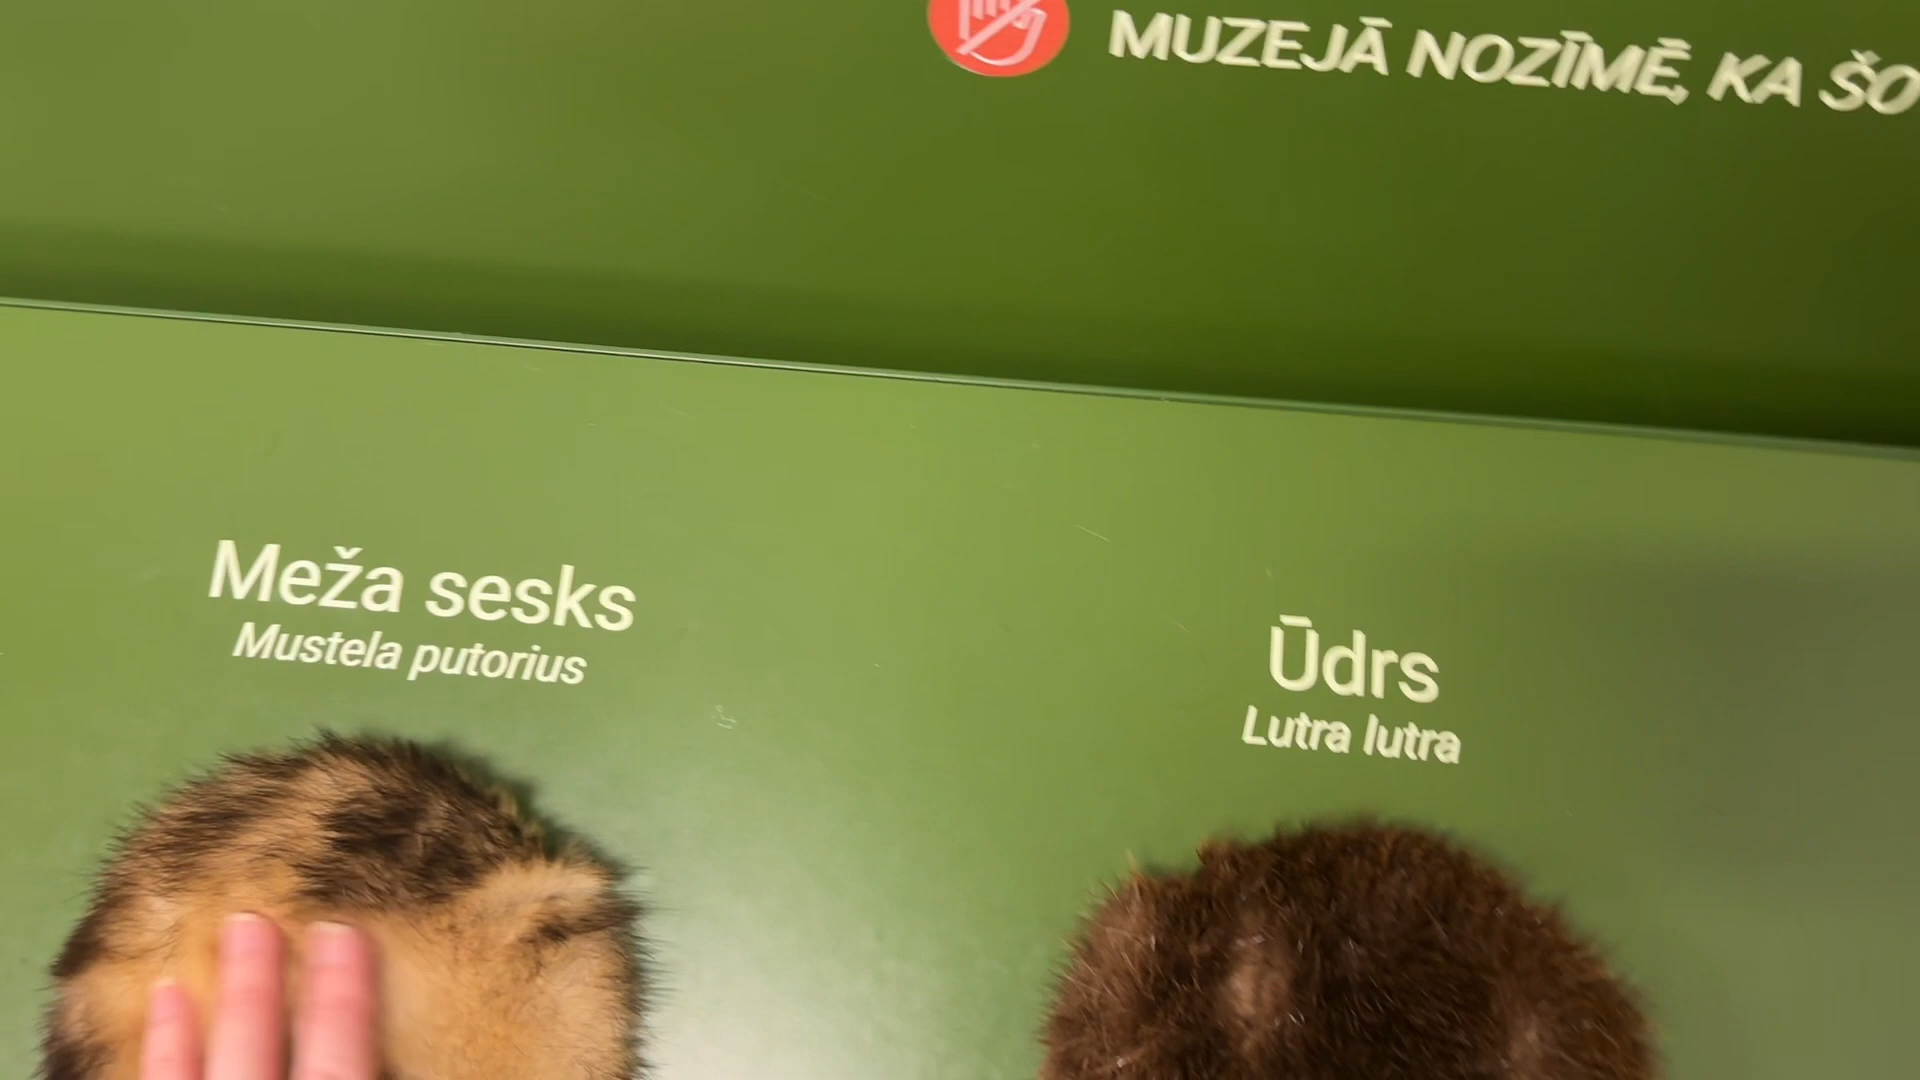 MUZEJĀ NOZĪMĒ, KA ŠO
Meža sesks
Mustela putorius
Ūdrs
Lutra lutra